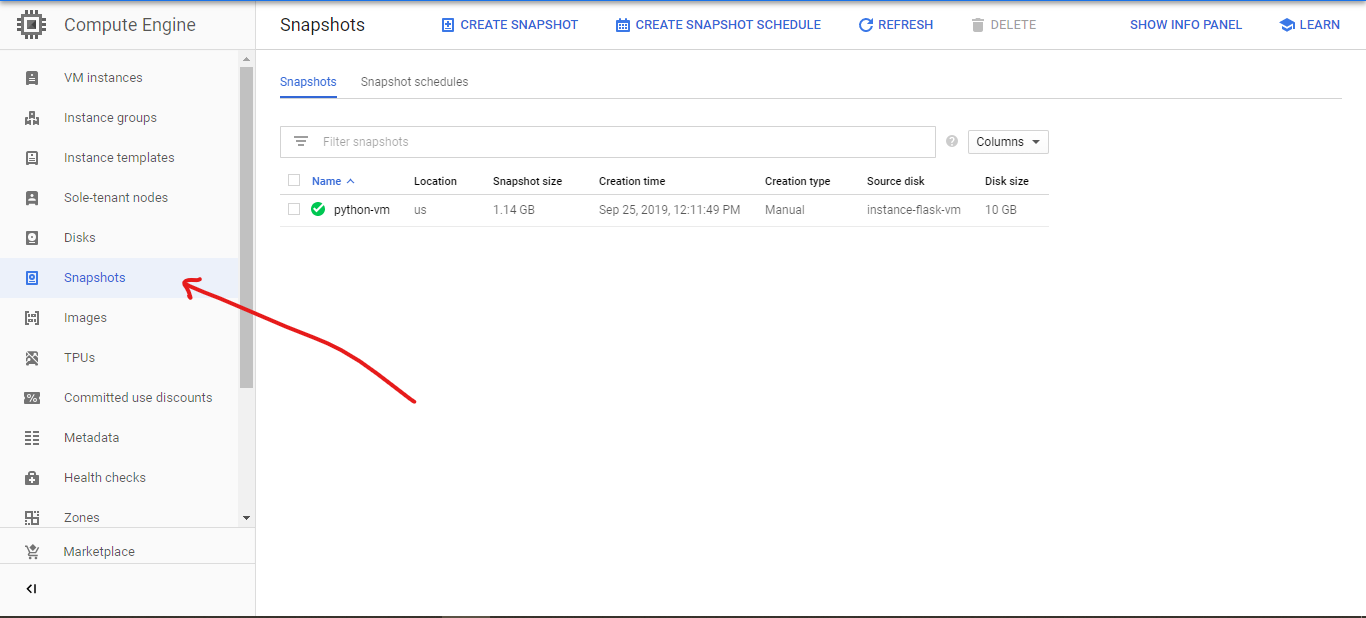 Compute Engine
Snapshots CREATE SNAPSHOT CREATE SNAPSHOT SCHEDULE REFRESH DELETE SHOW INFO PANEL LEARN
VM instances
Instance groups
Instance templates
Sole-tenant nodes
Disks
Snapshots
Images
TPUs
Committed use discounts
Metadata
Health checks
Zones
Marketplace
Snapshots Snapshot schedules
Filter snapshots Columns
Name Location Snapshot size Creation time Creation type Source disk Disk size
python-vm us 1.14 GB Sep 25, 2019, 12:11:49 PM Manual instance-flask-vm 10 GB